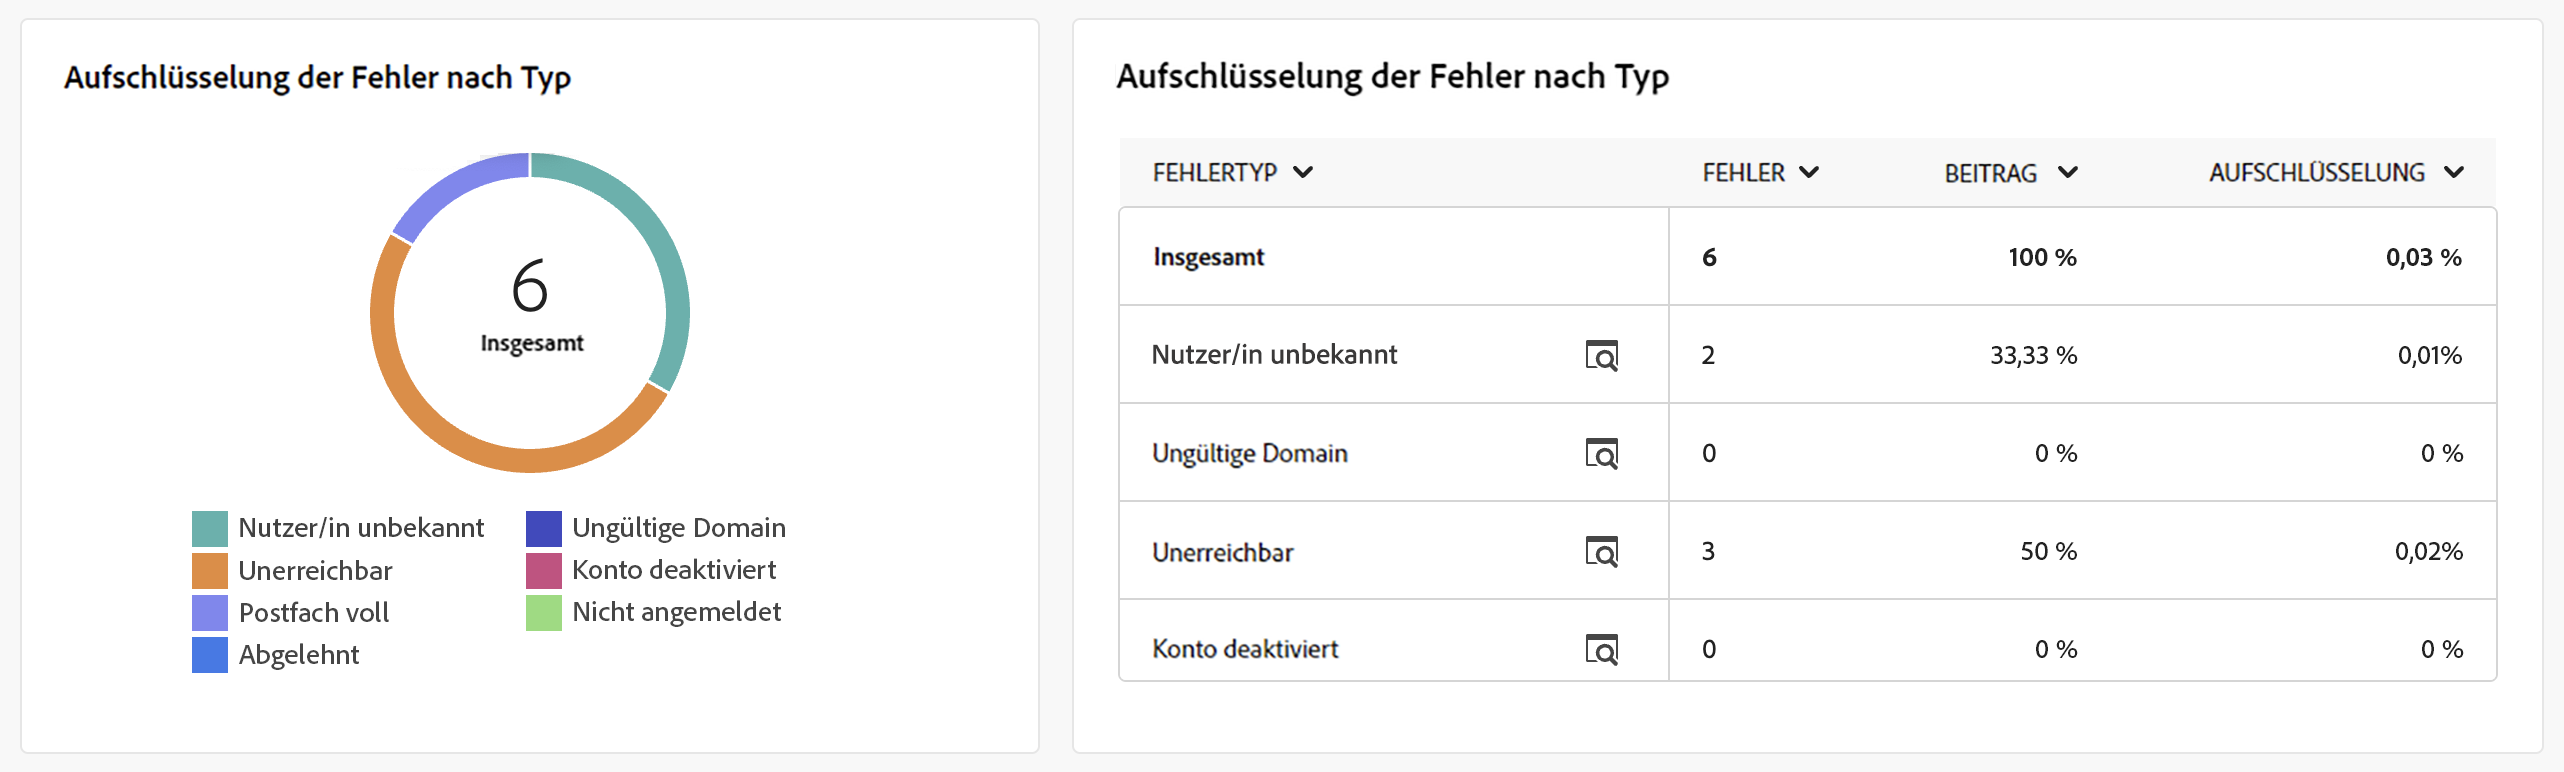 Aufschlüsselung der Fehler nach Typ
6
Insgesamt
Nutzer/in unbekannt
Ungültige Domain
Unerreichbar
Konto deaktiviert
Postfach voll
Nicht angemeldet
Abgelehnt
Aufschlüsselung der Fehler nach Typ
FEHLERTYP FEHLER BEITRAG AUFSCHLÜSSELUNG
Insgesamt 6 100 % 0,03 %
Nutzer/in unbekannt 2 33,33 % 0,01%
Ungültige Domain 0 0 % 0 %
Unerreichbar 3 50 % 0,02%
Konto deaktiviert 0 0 % 0 %